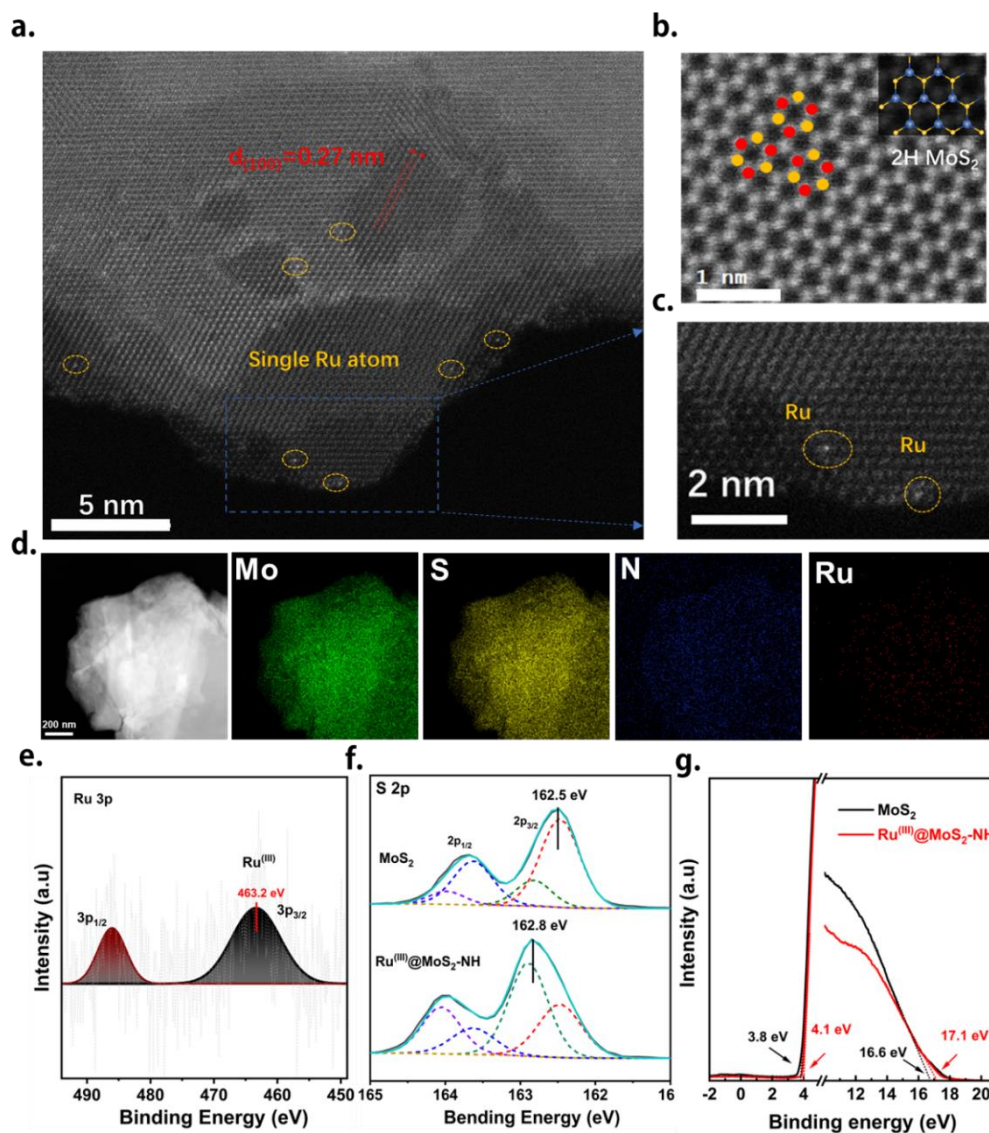 a.
d(100)=0.27 nm
Single Ru atom
5 nm
b.
2H MoS2
1 nm
c.
Ru
Ru
2 nm
d.
200 nm
Mo
S
N
Ru
e.
Ru 3p
Ru(III)
463.2 eV
3p1/2
3p3/2
Intensity (a.u)
490 480 470 460 450
Binding Energy (eV)
f.
S 2p
162.5 eV
2p1/2
2p3/2
MoS2
162.8 eV
Ru(III)@MoS2-NH
165 164 163 162 16
Bending Energy (eV)
g.
MoS2
Ru(III)@MoS2-NH
3.8 eV
4.1 eV
16.6 eV
17.1 eV
Intensity (a.u)
-2 0 2 4 12 14 16 18 20
Binding energy (eV)